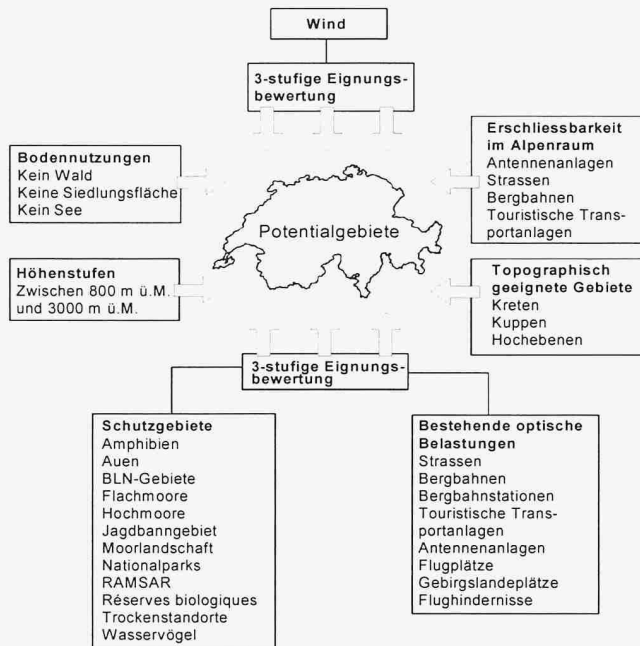 Wind
3-stufige Eignungs-
bewertung
Bodennutzungen
Kein Wald
Keine Siedlungsfläche
Kein See
Erschliessbarkeit
im Alpenraum
Antennenanlagen
Strassen
Bergbahnen
Touristische Trans-
portanlagen
Potentialgebiete
Höhenstufen
Zwischen 800 m ü.M.
und 3000 m ü.M.
Topographisch
geeignete Gebiete
Kreten
Kuppen
Hochebenen
3-stufige Eignungs-
bewertung
Schutzgebiete
Amphibien
Auen
BLN-Gebiete
Flachmoore
Hochmoore
Jagdbanngebiet
Moorlandschaft
Nationalparks
RAMSAR
Réserves biologiques
Trockenstandorte
Wasservögel
Bestehende optische
Belastungen
Strassen
Bergbahnen
Bergbahnstationen
Touristische Trans-
portanlagen
Antennenanlagen
Flugplätze
Gebirgslandeplätze
Flughindernisse